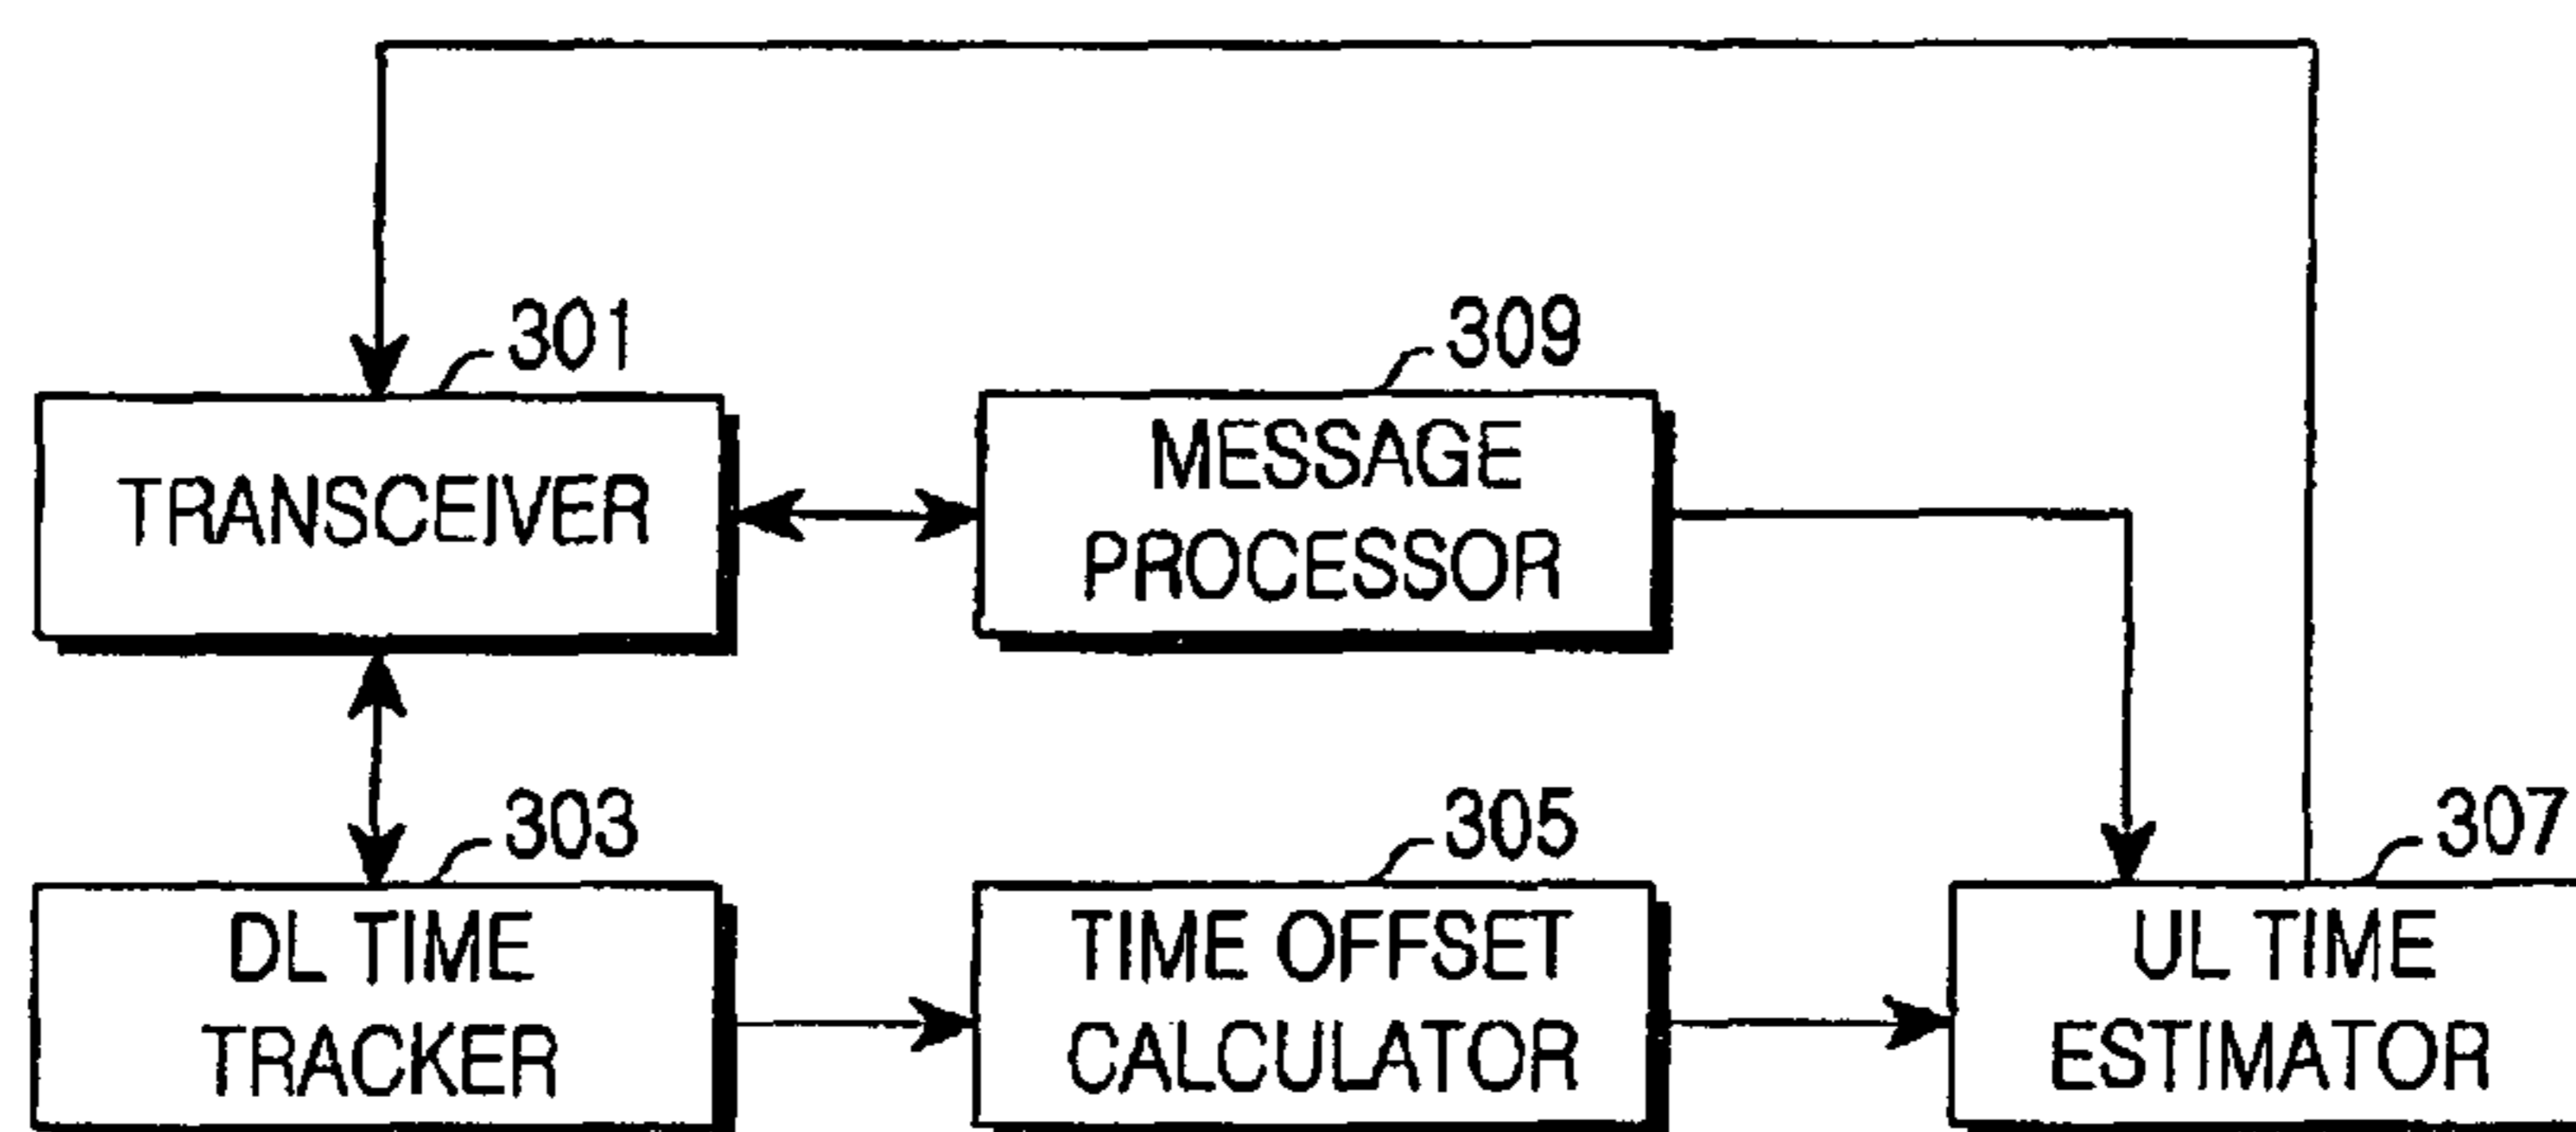 301
TRANSCEIVER
309
MESSAGE
PROCESSOR
303
DL TIME
TRACKER
305
TIME OFFSET
CALCULATOR
307
UL TIME
ESTIMATOR